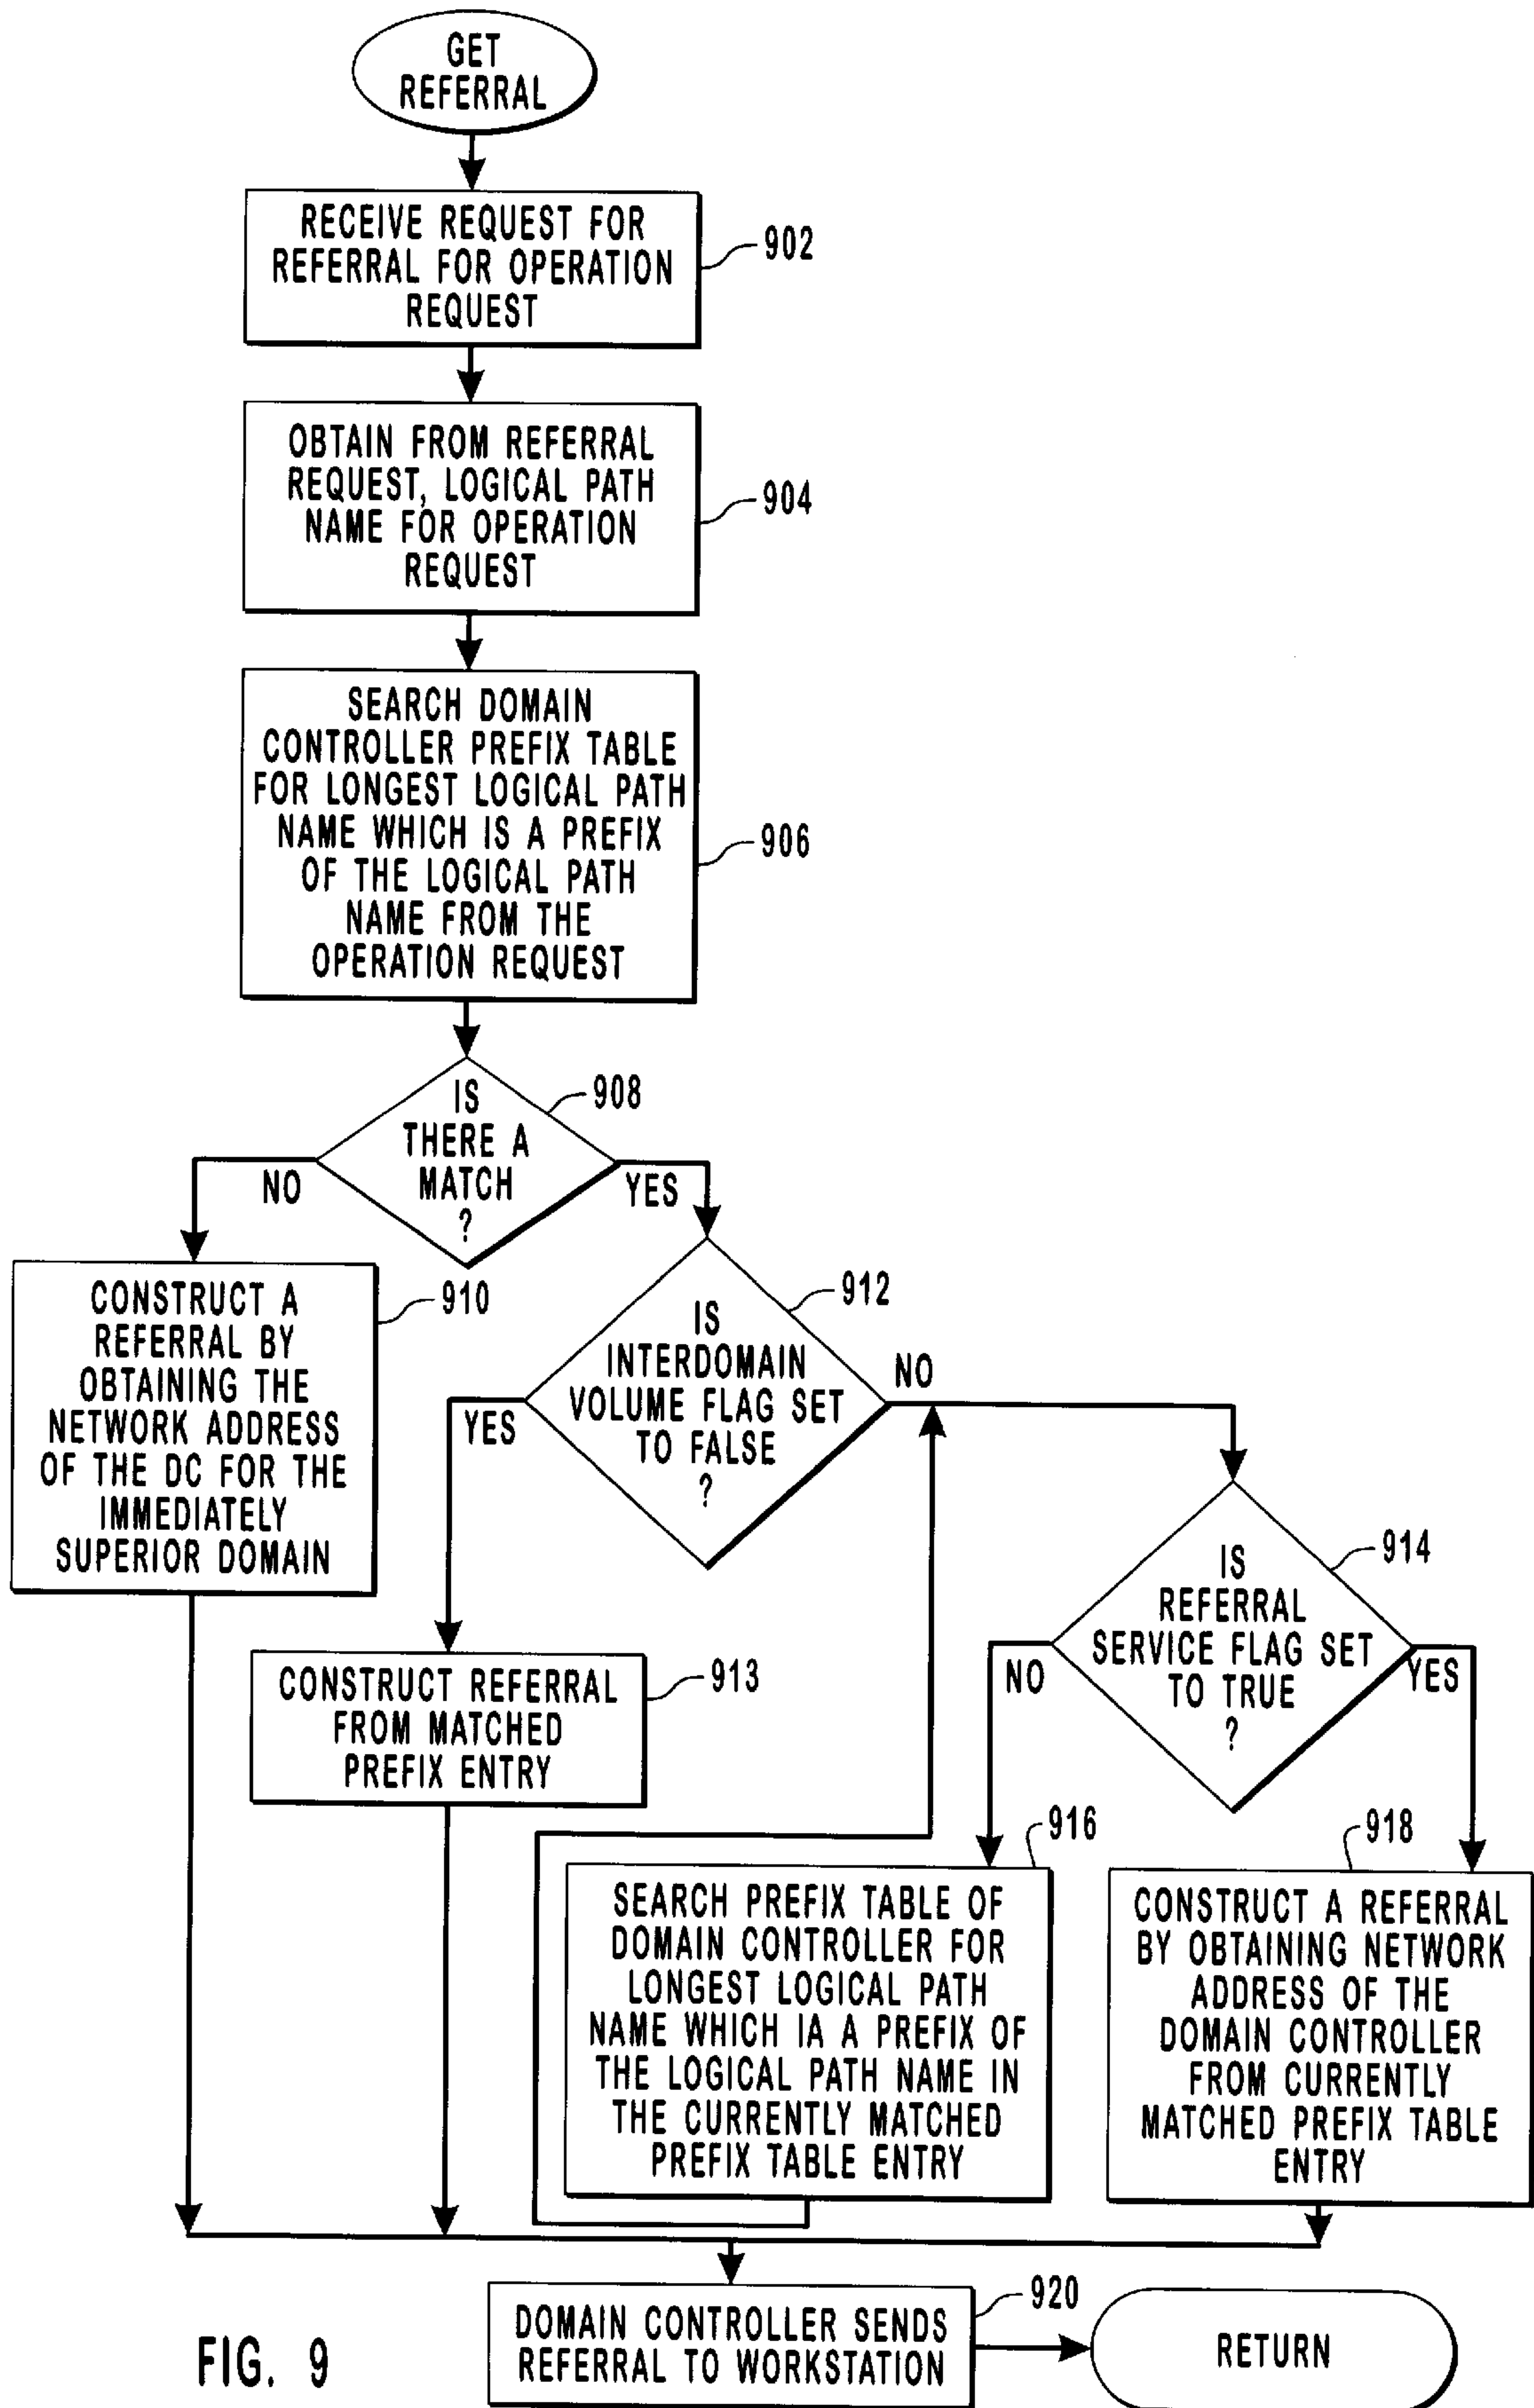 GET
REFERRAL
RECEIVE REQUEST FOR
REFERRAL FOR OPERATION
REQUEST
902
OBTAIN FROM REFERRAL
REQUEST, LOGICAL PATH
NAME FOR OPERATION
REQUEST
904
SEARCH DOMAIN
CONTROLLER PREFIX TABLE
FOR LONGEST LOGICAL PATH
NAME WHICH IS A PREFIX
OF THE LOGICAL PATH
NAME FROM THE
OPERATION REQUEST
906
IS
THERE A
MATCH
?
908
NO
YES
CONSTRUCT A
REFERRAL BY
OBTAINING THE
NETWORK ADDRESS
OF THE DC FOR THE
IMMEDIATELY
SUPERIOR DOMAIN
910
IS
INTERDOMAIN
VOLUME FLAG SET
TO FALSE
?
912
YES
NO
CONSTRUCT REFERRAL
FROM MATCHED
PREFIX ENTRY
913
IS
REFERRAL
SERVICE FLAG SET
TO TRUE
?
914
NO
YES
SEARCH PREFIX TABLE OF
DOMAIN CONTROLLER FOR
LONGEST LOGICAL PATH
NAME WHICH IA A PREFIX OF
THE LOGICAL PATH NAME IN
THE CURRENTLY MATCHED
PREFIX TABLE ENTRY
916
CONSTRUCT A REFERRAL
BY OBTAINING NETWORK
ADDRESS OF THE
DOMAIN CONTROLLER
FROM CURRENTLY
MATCHED PREFIX TABLE
ENTRY
918
DOMAIN CONTROLLER SENDS
REFERRAL TO WORKSTATION
920
RETURN
FIG. 9